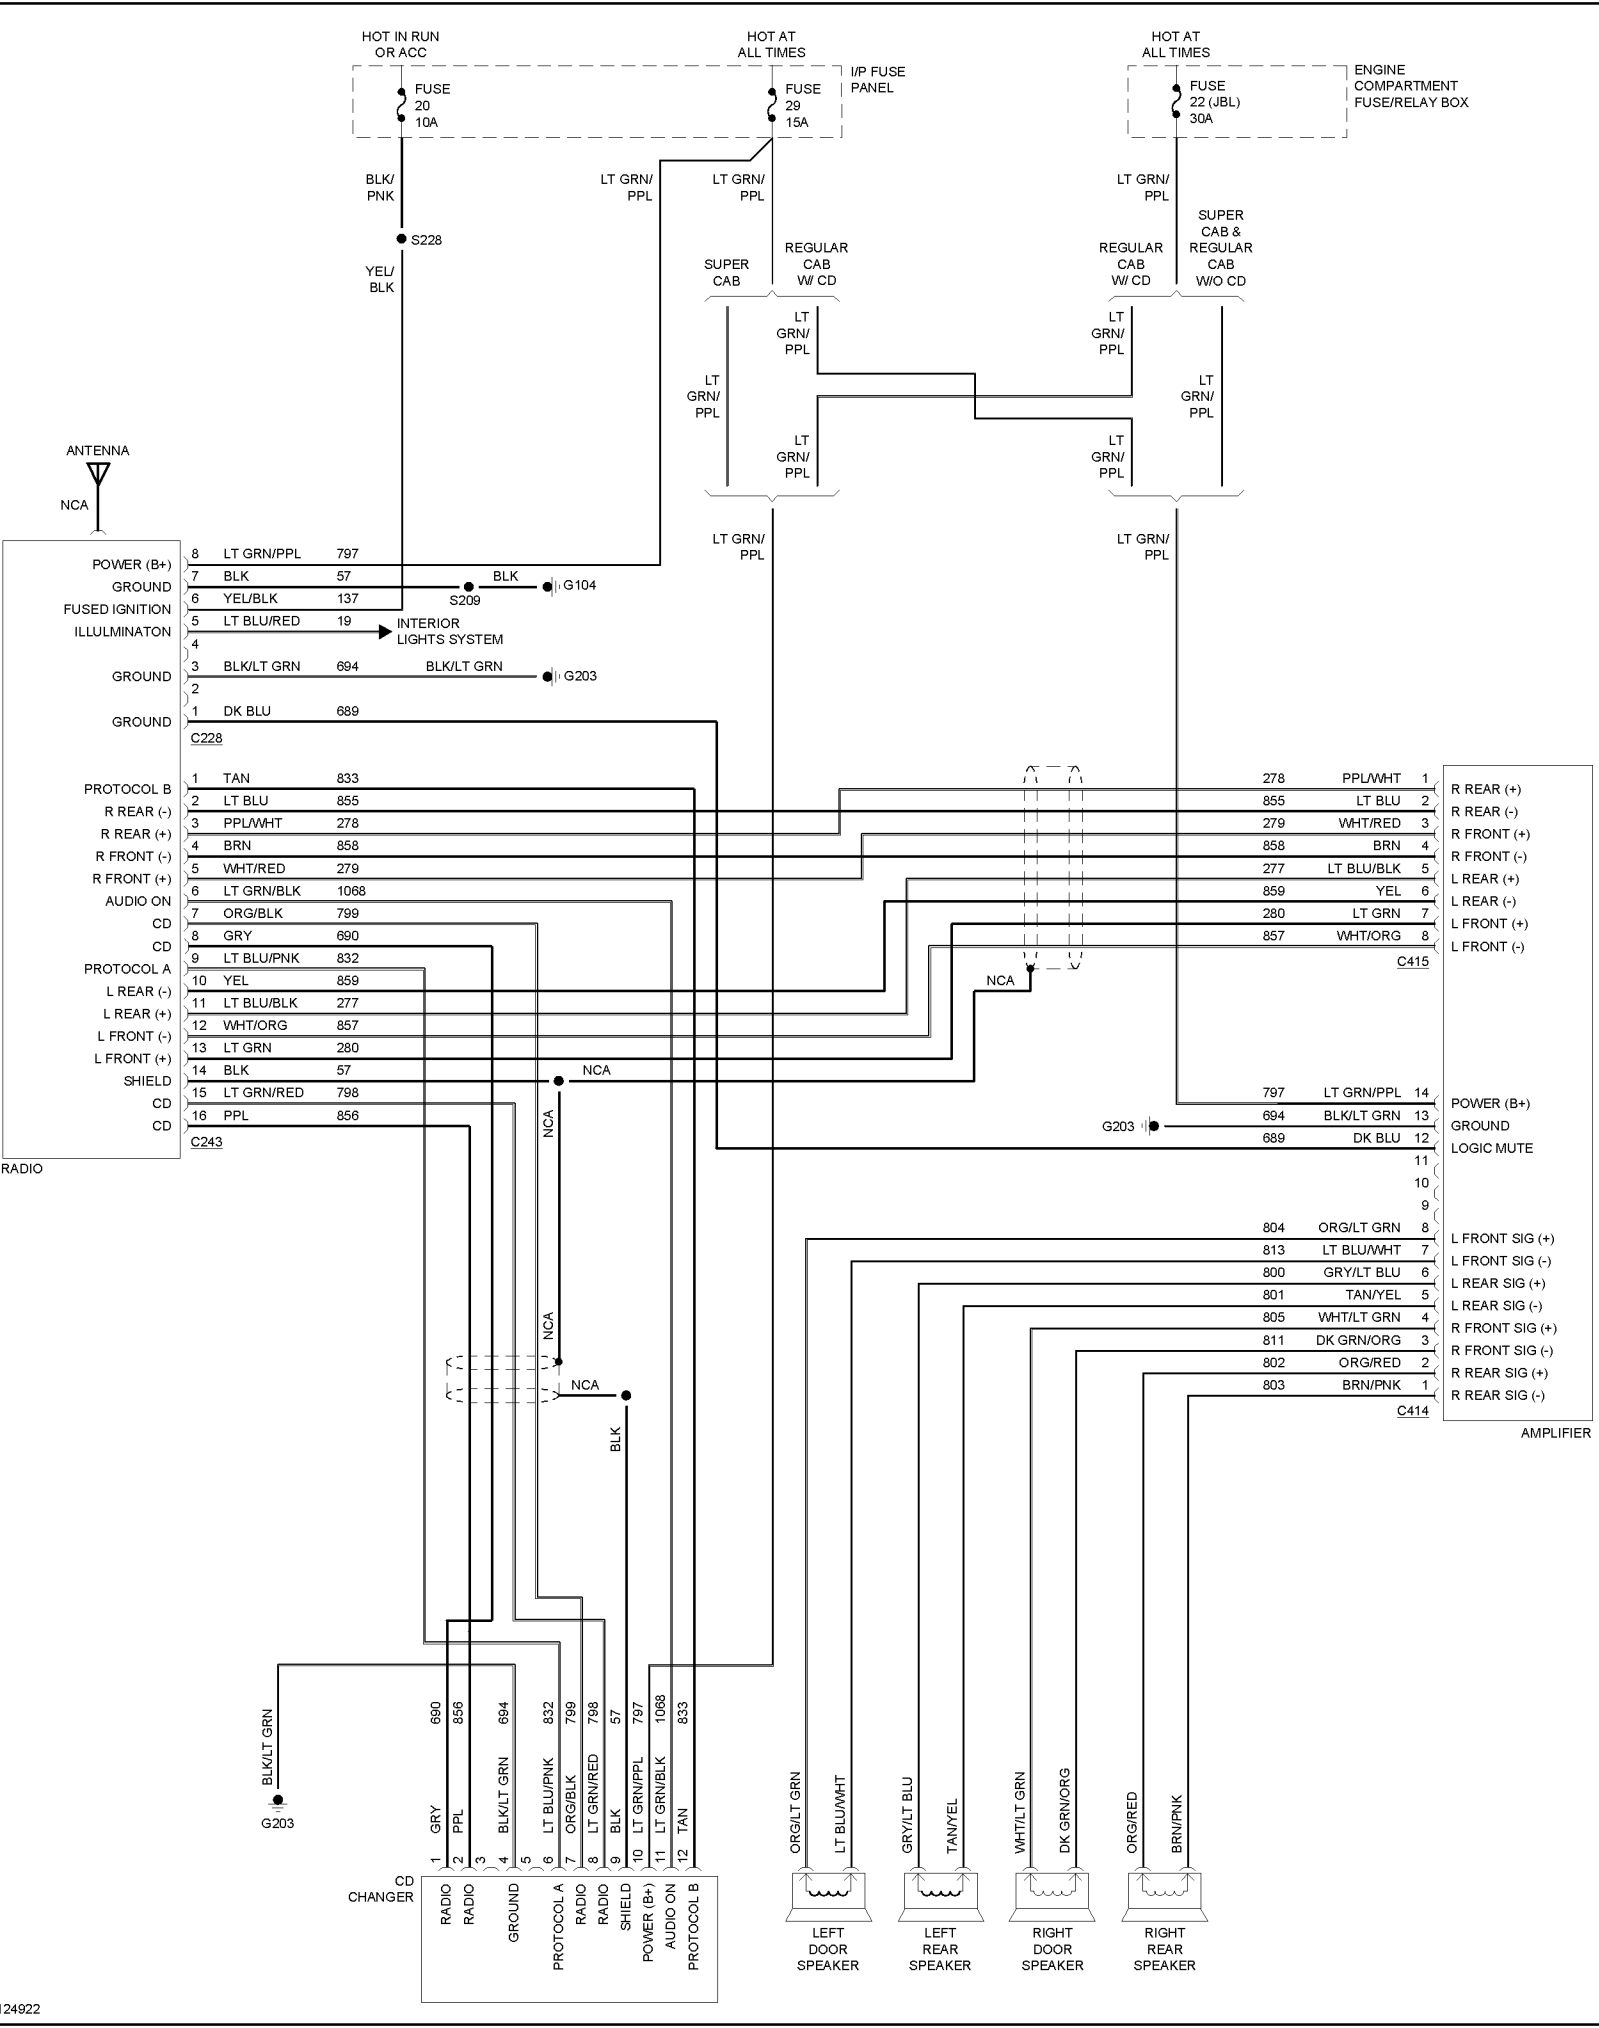 HOT IN RUN
OR ACC
HOT AT
ALL TIMES
HOT AT
ALL TIMES
FUSE
20
10A
FUSE
29
15A
I/P FUSE
PANEL
FUSE
22 (JBL)
30A
ENGINE
COMPARTMENT
FUSE/RELAY BOX
BLK/
PNK
LT GRN/
PPL
LT GRN/
PPL
LT GRN/
PPL
S228
YEL/
BLK
SUPER
CAB
REGULAR
CAB
W/ CD
REGULAR
CAB
W/ CD
SUPER
CAB &
REGULAR
CAB
W/O CD
LT
GRN/
PPL
LT
GRN/
PPL
LT
GRN/
PPL
LT
GRN/
PPL
LT
GRN/
PPL
LT
GRN/
PPL
LT GRN/
PPL
LT GRN/
PPL
ANTENNA
NCA
POWER (B+) 8 LT GRN/PPL 797
GROUND 7 BLK 57 S209 BLK G104
FUSED IGNITION 6 YEL/BLK 137
ILLULMINATON 5 LT BLU/RED 19 INTERIOR
LIGHTS SYSTEM
4
GROUND 3 BLK/LT GRN 694 BLK/LT GRN G203
2
GROUND 1 DK BLU 689
C228
PROTOCOL B 1 TAN 833
R REAR (-) 2 LT BLU 855
R REAR (+) 3 PPL/WHT 278
R FRONT (-) 4 BRN 858
R FRONT (+) 5 WHT/RED 279
AUDIO ON 6 LT GRN/BLK 1068
CD 7 ORG/BLK 799
CD 8 GRY 690
PROTOCOL A 9 LT BLU/PNK 832
L REAR (-) 10 YEL 859
L REAR (+) 11 LT BLU/BLK 277
L FRONT (-) 12 WHT/ORG 857
L FRONT (+) 13 LT GRN 280
SHIELD 14 BLK 57 NCA
CD 15 LT GRN/RED 798
CD 16 PPL 856
C243
RADIO
278 PPL/WHT 1 R REAR (+)
855 LT BLU 2 R REAR (-)
279 WHT/RED 3 R FRONT (+)
858 BRN 4 R FRONT (-)
277 LT BLU/BLK 5 L REAR (+)
859 YEL 6 L REAR (-)
280 LT GRN 7 L FRONT (+)
857 WHT/ORG 8 L FRONT (-)
C415
NCA
797 LT GRN/PPL 14 POWER (B+)
G203 694 BLK/LT GRN 13 GROUND
689 DK BLU 12 LOGIC MUTE
11
10
9
804 ORG/LT GRN 8 L FRONT SIG (+)
813 LT BLU/WHT 7 L FRONT SIG (-)
800 GRY/LT BLU 6 L REAR SIG (+)
801 TAN/YEL 5 L REAR SIG (-)
805 WHT/LT GRN 4 R FRONT SIG (+)
811 DK GRN/ORG 3 R FRONT SIG (-)
802 ORG/RED 2 R REAR SIG (+)
803 BRN/PNK 1 R REAR SIG (-)
C414
AMPLIFIER
NCA
NCA
NCA
BLK
BLK/LT GRN
G203
690 GRY 1 RADIO
856 PPL 2 RADIO
3
694 BLK/LT GRN 4 GROUND
5
832 LT BLU/PNK 6 PROTOCOL A
799 ORG/BLK 7 RADIO
798 LT GRN/RED 8 RADIO
57 BLK 9 SHIELD
797 LT GRN/PPL 10 POWER (B+)
1068 LT GRN/BLK 11 AUDIO ON
833 TAN 12 PROTOCOL B
CD
CHANGER
ORG/LT GRN
LT BLU/WHT
GRY/LT BLU
TAN/YEL
WHT/LT GRN
DK GRN/ORG
ORG/RED
BRN/PNK
LEFT
DOOR
SPEAKER
LEFT
REAR
SPEAKER
RIGHT
DOOR
SPEAKER
RIGHT
REAR
SPEAKER
124922